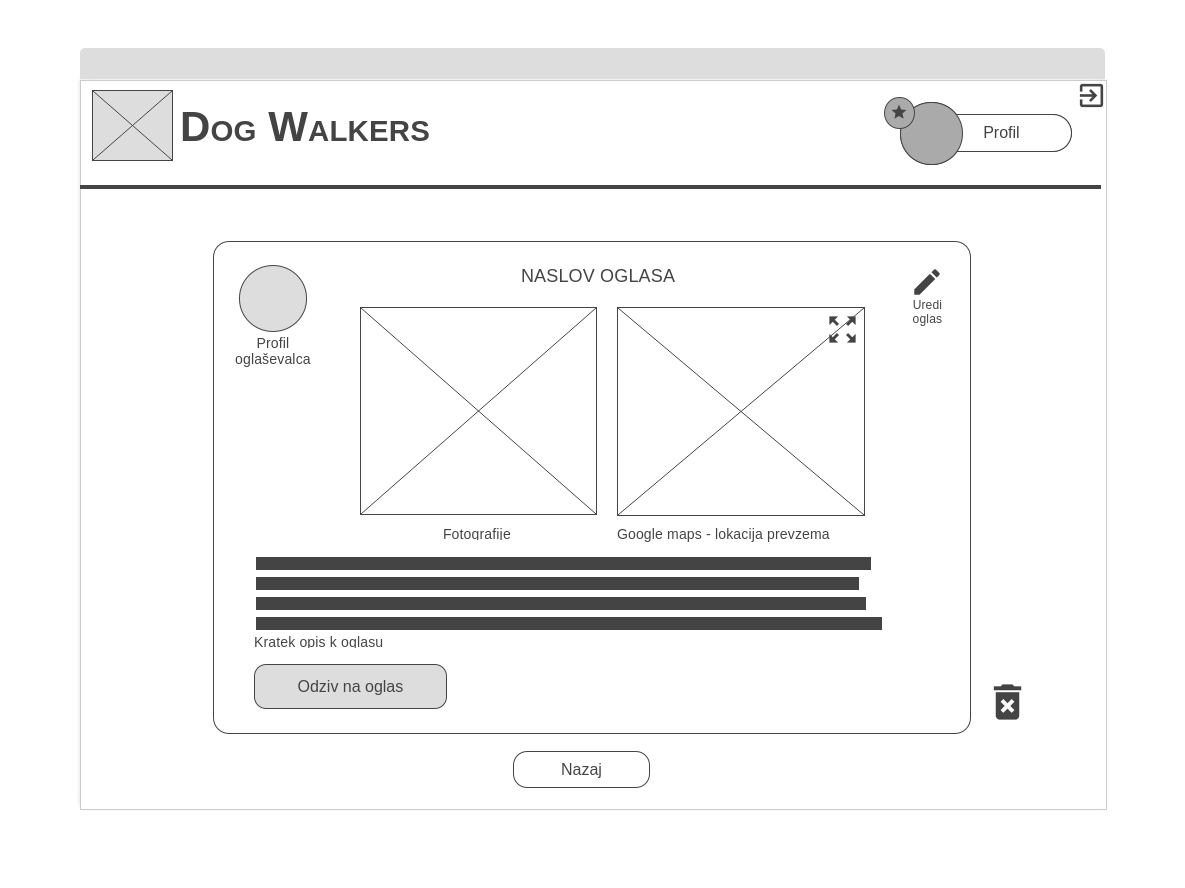 Dog Walkers
Profil
NASLOV OGLASA
Profil
oglaševalca
Uredi
oglas
Fotografije
Google maps - lokacija prevzema
Kratek opis k oglasu
Odziv na oglas
Nazaj